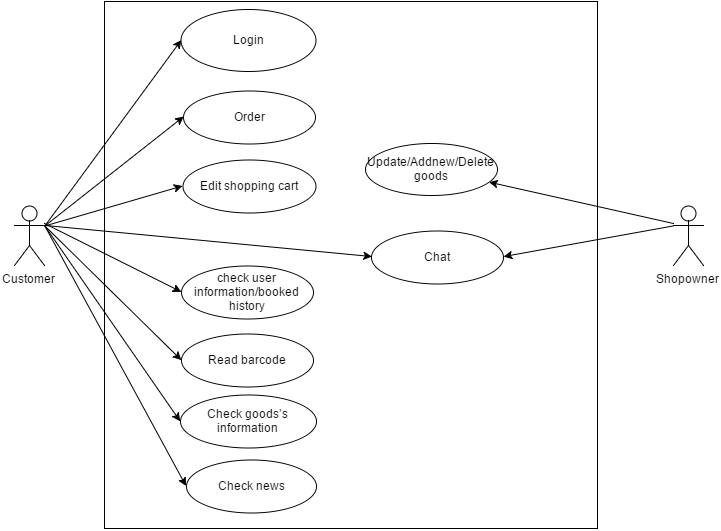 Login
Order
Update/Addnew/Delete
goods
Edit shopping cart
Customer
Chat
Shopowner
check user
information/booked
history
Read barcode
Check goods's
information
Check news